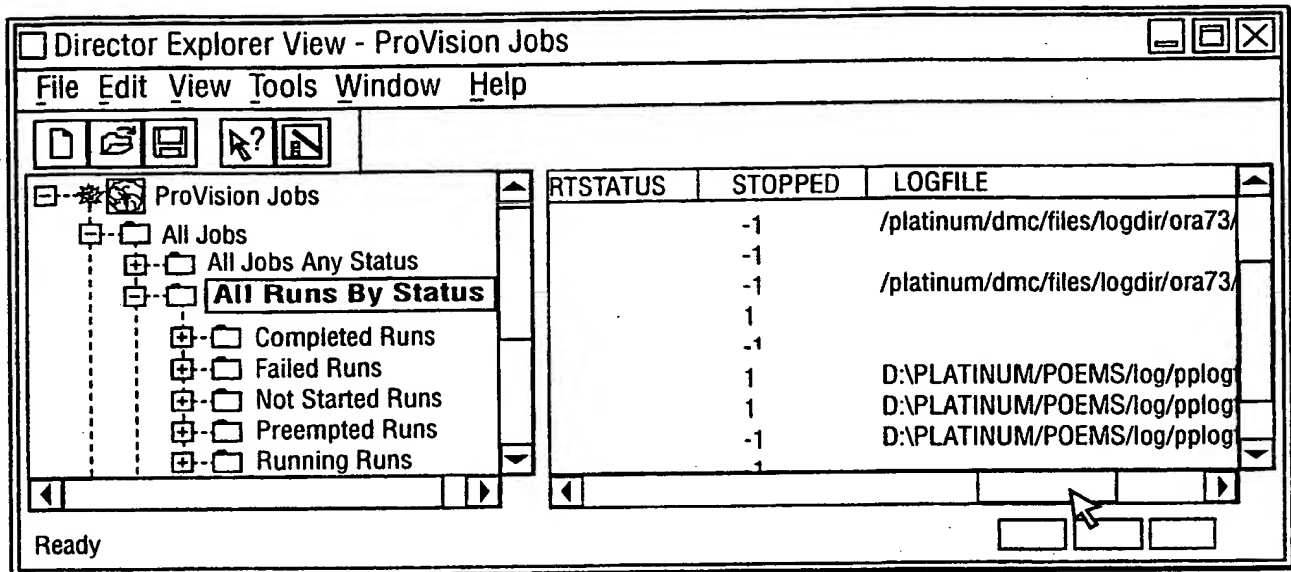 Director Explorer View - ProVision Jobs
File Edit View Tools Window Help
?
ProVision Jobs
All Jobs
All Jobs Any Status
All Runs By Status
Completed Runs
Failed Runs
Not Started Runs
Preempted Runs
Running Runs
RTSTATUS STOPPED LOGFILE
-1 /platinum/dmc/files/logdir/ora73/
-1
-1 /platinum/dmc/files/logdir/ora73/
1
-1
1 D:\PLATINUM/POEMS/log/pplogf
1 D:\PLATINUM/POEMS/log/pplogf
-1 D:\PLATINUM/POEMS/log/pplogf
Ready